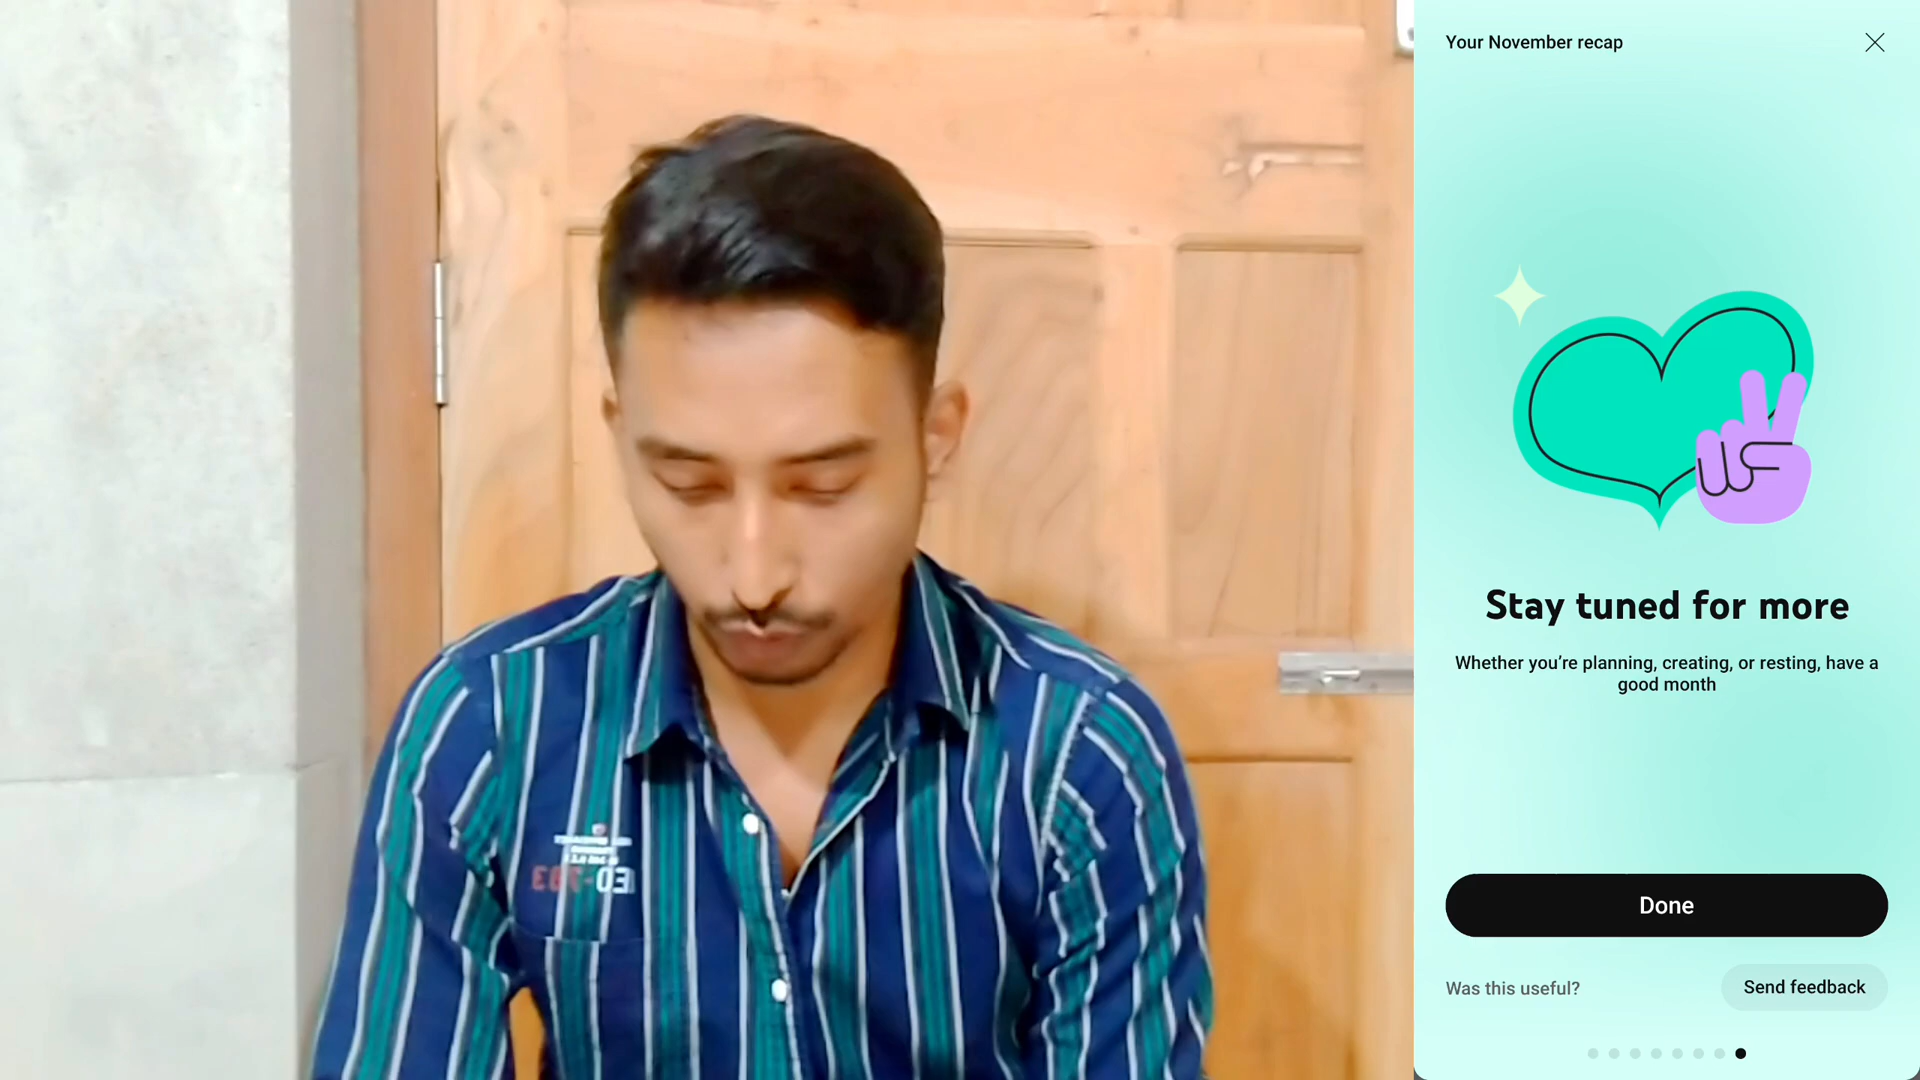 Your November recap
Stay tuned for more
Whether you're planning, creating, or resting, have a
good month
Done
Was this useful?
Send feedback